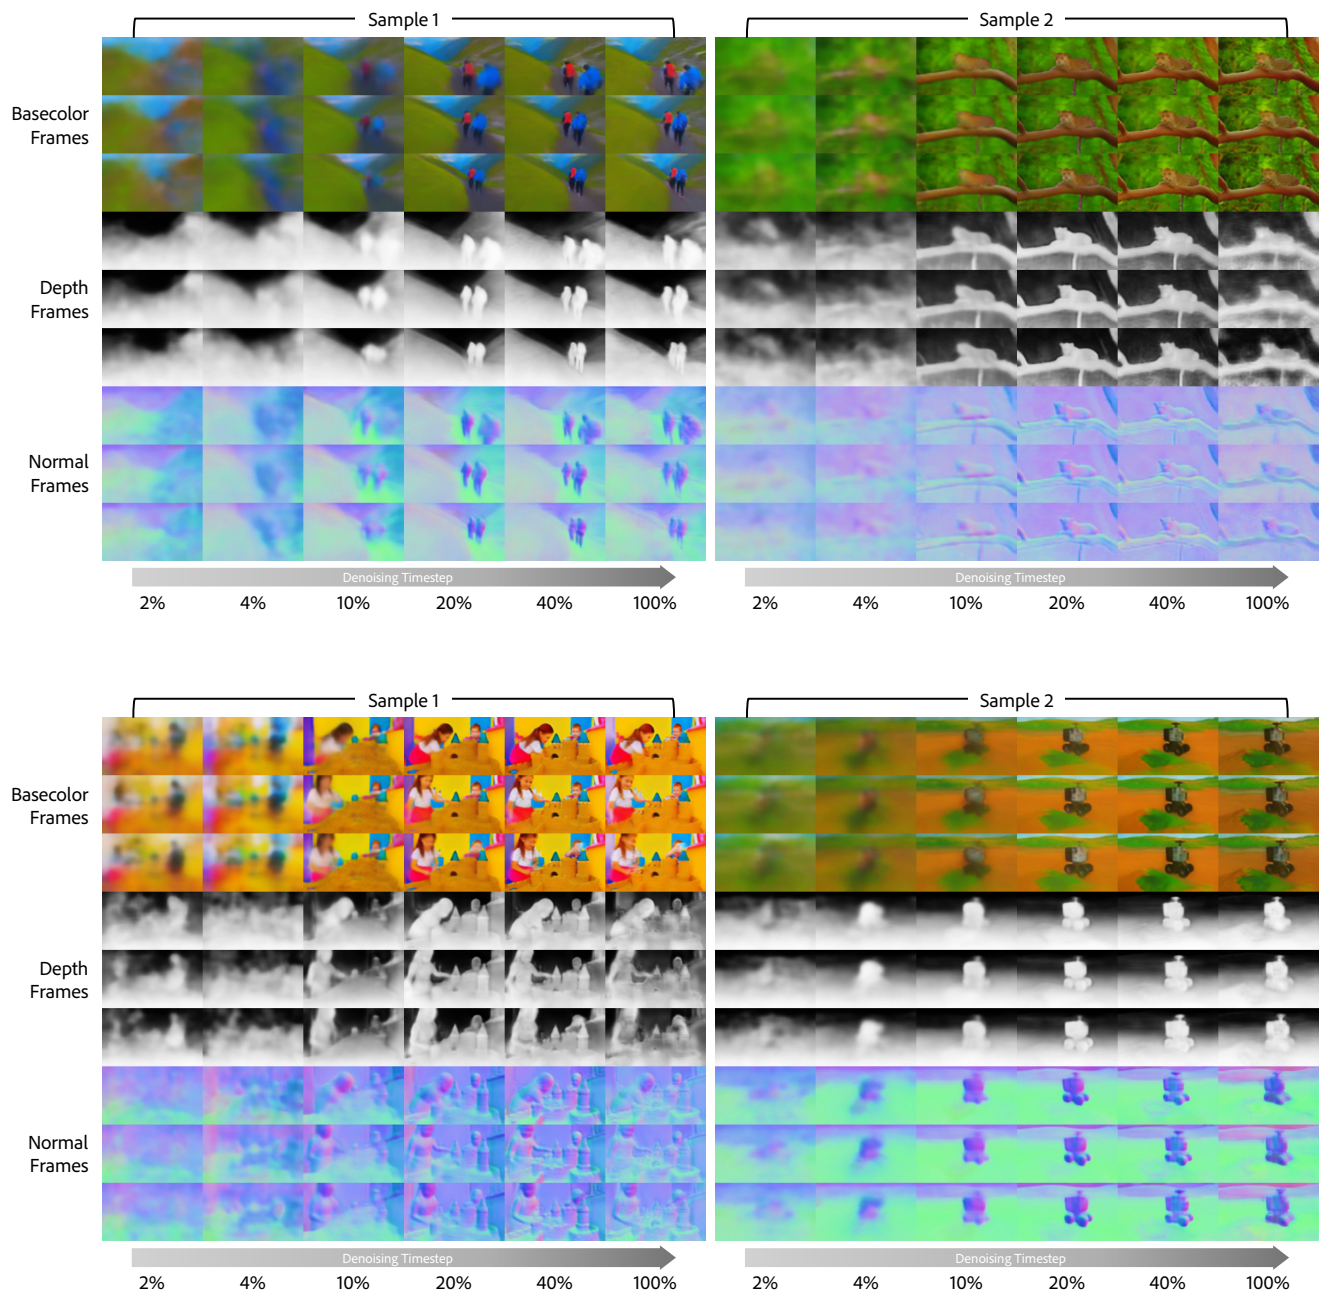 Sample 1
Sample 2
Basecolor
Frames
Depth
Frames
Normal
Frames
Denoising Timestep
Denoising Timestep
2% 4% 10% 20% 40% 100%
2% 4% 10% 20% 40% 100%
Sample 1
Sample 2
Basecolor
Frames
Depth
Frames
Normal
Frames
Denoising Timestep
Denoising Timestep
2% 4% 10% 20% 40% 100%
2% 4% 10% 20% 40% 100%